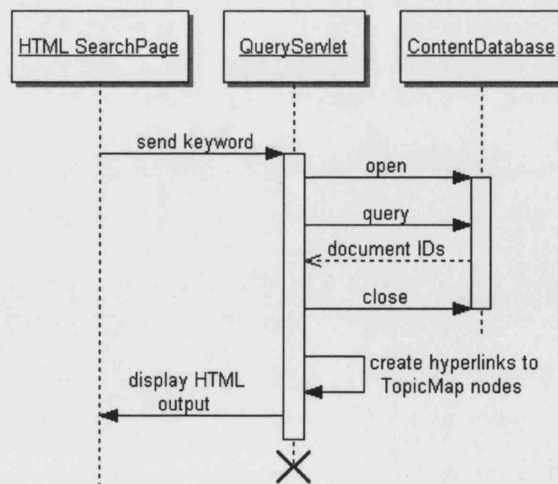 HTML SearchPage
QueryServlet
ContentDatabase
send keyword
open
query
document IDs
close
create hyperlinks to
TopicMap nodes
display HTML
output